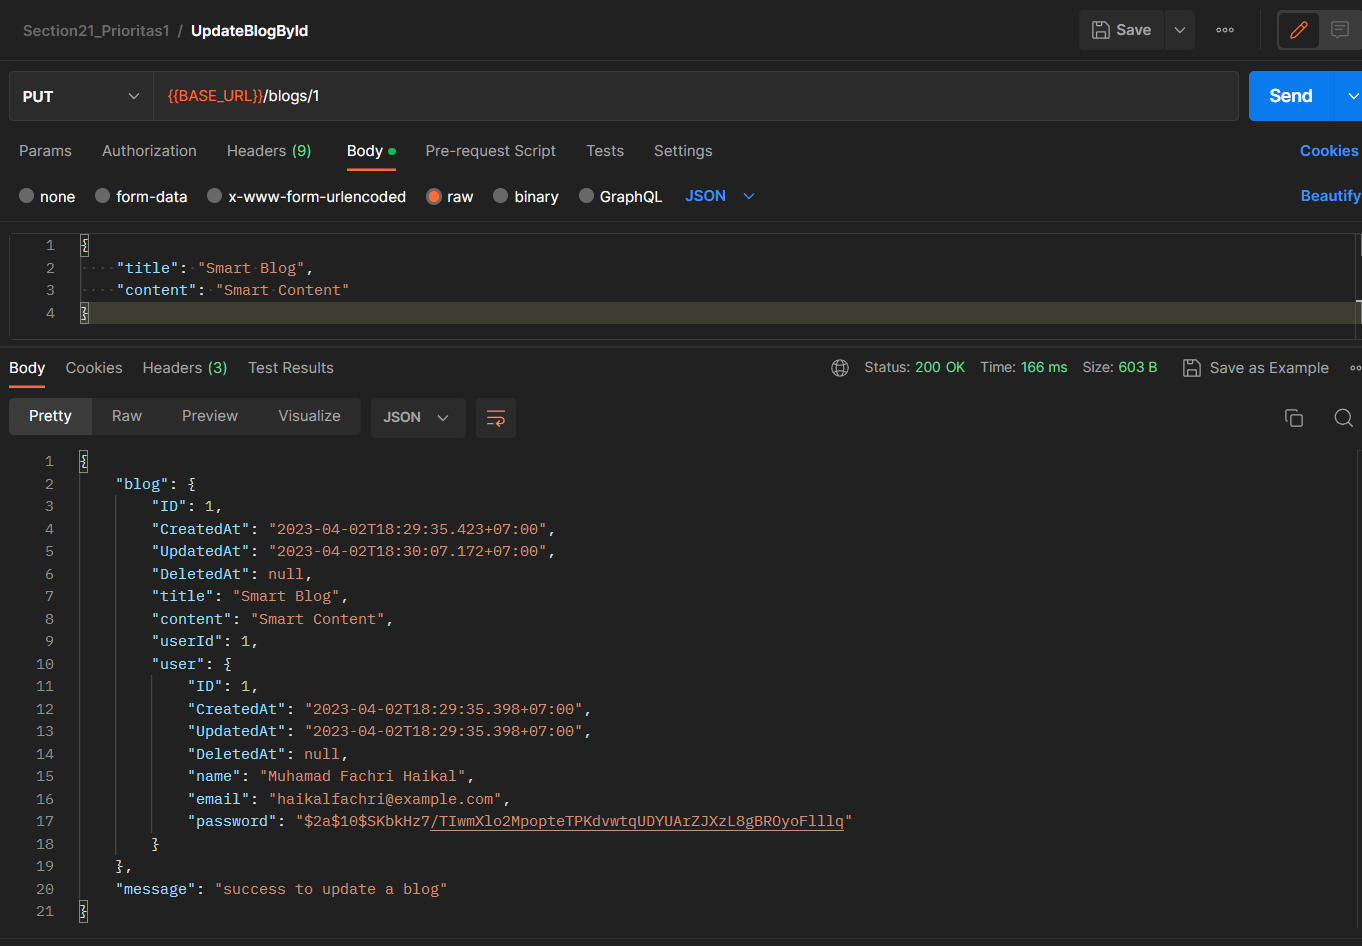 Section21_Prioritas1 / UpdateBlogById Save
PUT {{BASE_URL}}/blogs/1 Send
Params Authorization Headers (9) Body Pre-request Script Tests Settings Cookies
none form-data x-www-form-urlencoded raw binary GraphQL JSON Beautify
1 {
2 "title": "Smart Blog",
3 "content": "Smart Content"
4 }
Body Cookies Headers (3) Test Results Status: 200 OK Time: 166 ms Size: 603 B Save as Example
Pretty Raw Preview Visualize JSON
1 {
2 "blog": {
3 "ID": 1,
4 "CreatedAt": "2023-04-02T18:29:35.423+07:00",
5 "UpdatedAt": "2023-04-02T18:30:07.172+07:00",
6 "DeletedAt": null,
7 "title": "Smart Blog",
8 "content": "Smart Content",
9 "userId": 1,
10 "user": {
11 "ID": 1,
12 "CreatedAt": "2023-04-02T18:29:35.398+07:00",
13 "UpdatedAt": "2023-04-02T18:29:35.398+07:00",
14 "DeletedAt": null,
15 "name": "Muhamad Fachri Haikal",
16 "email": "haikalfachri@example.com",
17 "password": "$2a$10$SKbkHz7/TIwmXlo2MpopteTPKdvwtqUDYUArZJXzL8gBROyoFlllq"
18 }
19 },
20 "message": "success to update a blog"
21 }